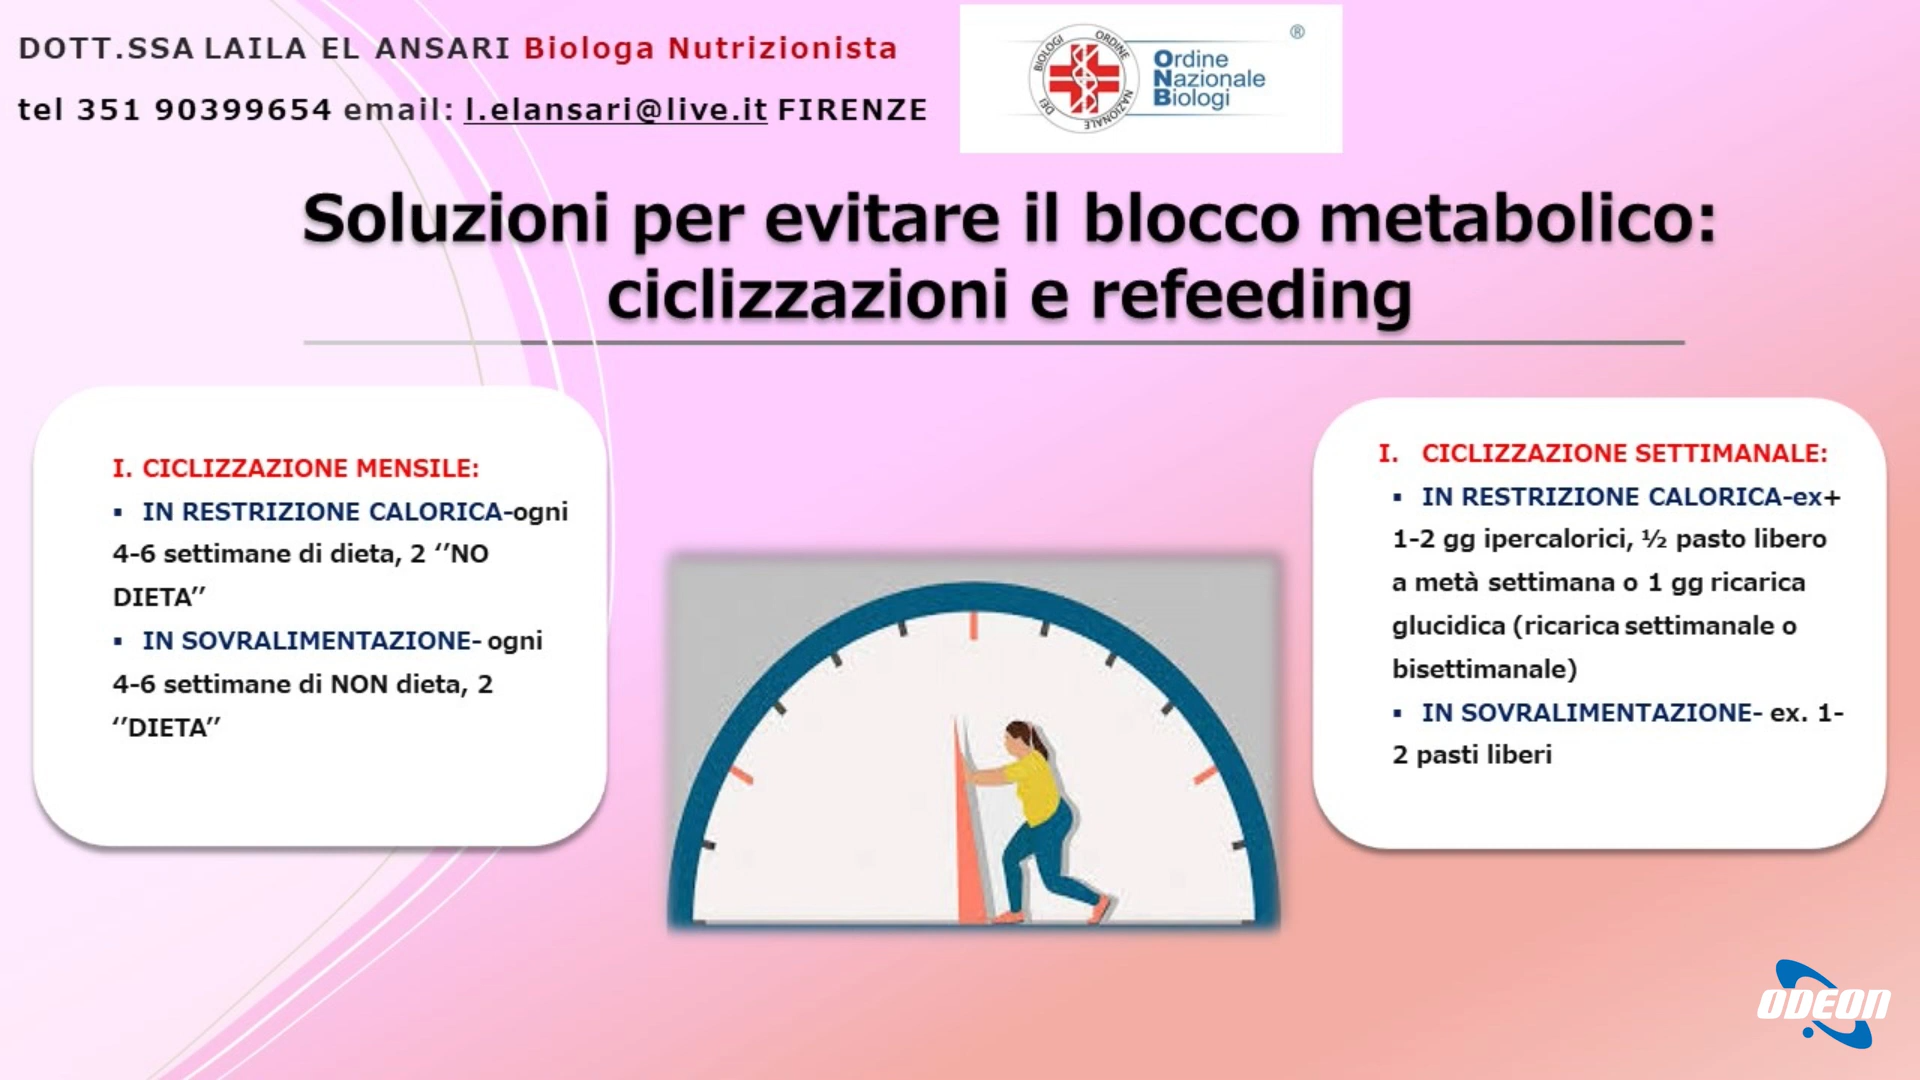 DOTT.SSA LAILA EL ANSARI Biologa Nutrizionista
tel 351 90399654 email: l.elansari@live.it FIRENZE
BIOLOGI ORDINE NAZIONALE DEI
Ordine
Nazionale
Biologi
®
Soluzioni per evitare il blocco metabolico:
ciclizzazioni e refeeding
I. CICLIZZAZIONE MENSILE:
▪ IN RESTRIZIONE CALORICA-ogni
4-6 settimane di dieta, 2 ‘’NO
DIETA’’
▪ IN SOVRALIMENTAZIONE- ogni
4-6 settimane di NON dieta, 2
‘’DIETA’’
I. CICLIZZAZIONE SETTIMANALE:
▪ IN RESTRIZIONE CALORICA-ex+
1-2 gg ipercalorici, ½ pasto libero
a metà settimana o 1 gg ricarica
glucidica (ricarica settimanale o
bisettimanale)
▪ IN SOVRALIMENTAZIONE- ex. 1-
2 pasti liberi
ODEON